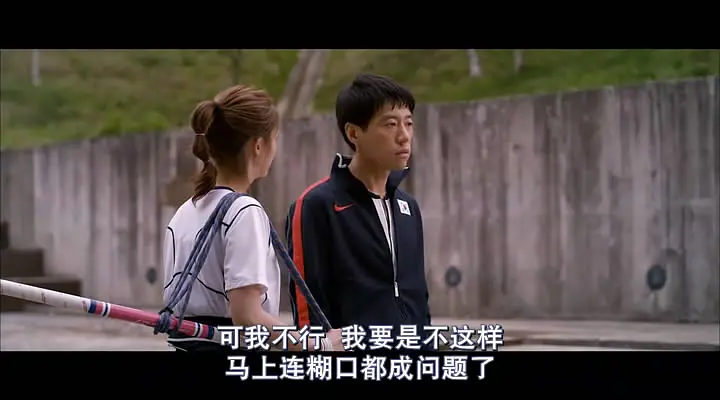 可我不行 我要是不这样
马上连糊口都成问题了